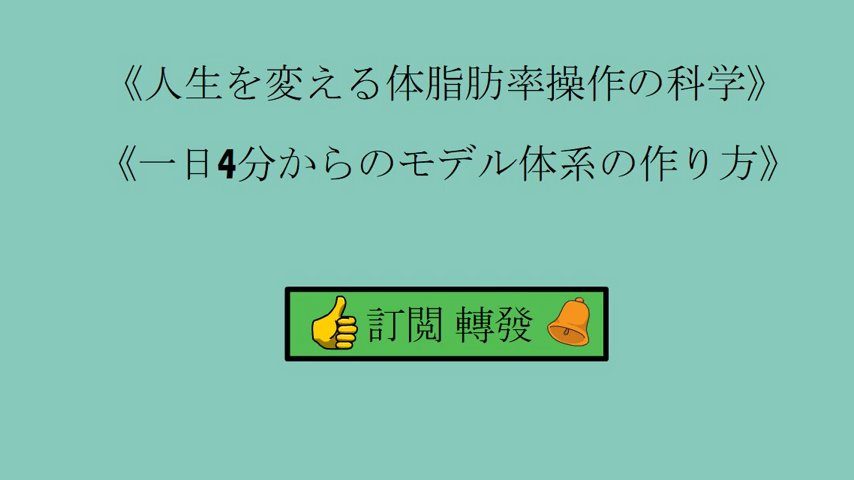 《人生を変える体脂肪率操作の科学》
《一日4分からのモデル体系の作り方》
訂閲 轉發